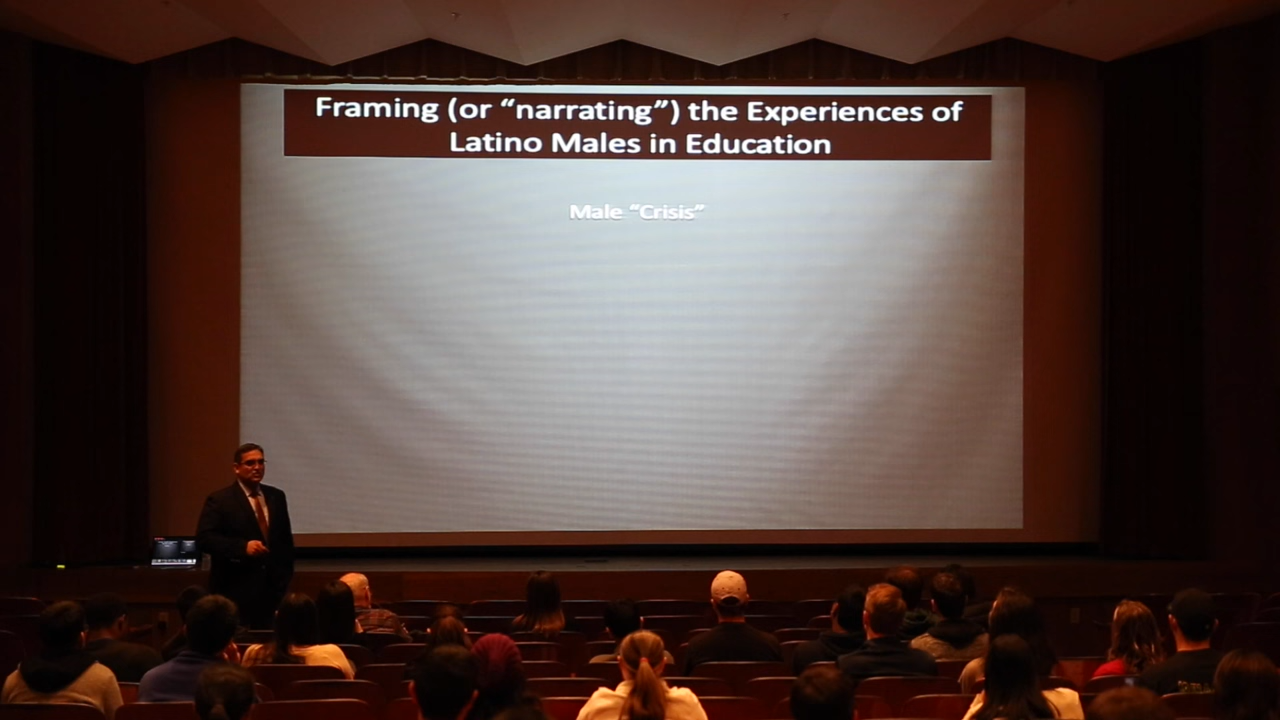 Framing (or “narrating”) the Experiences of
Latino Males in Education
Male “Crisis”